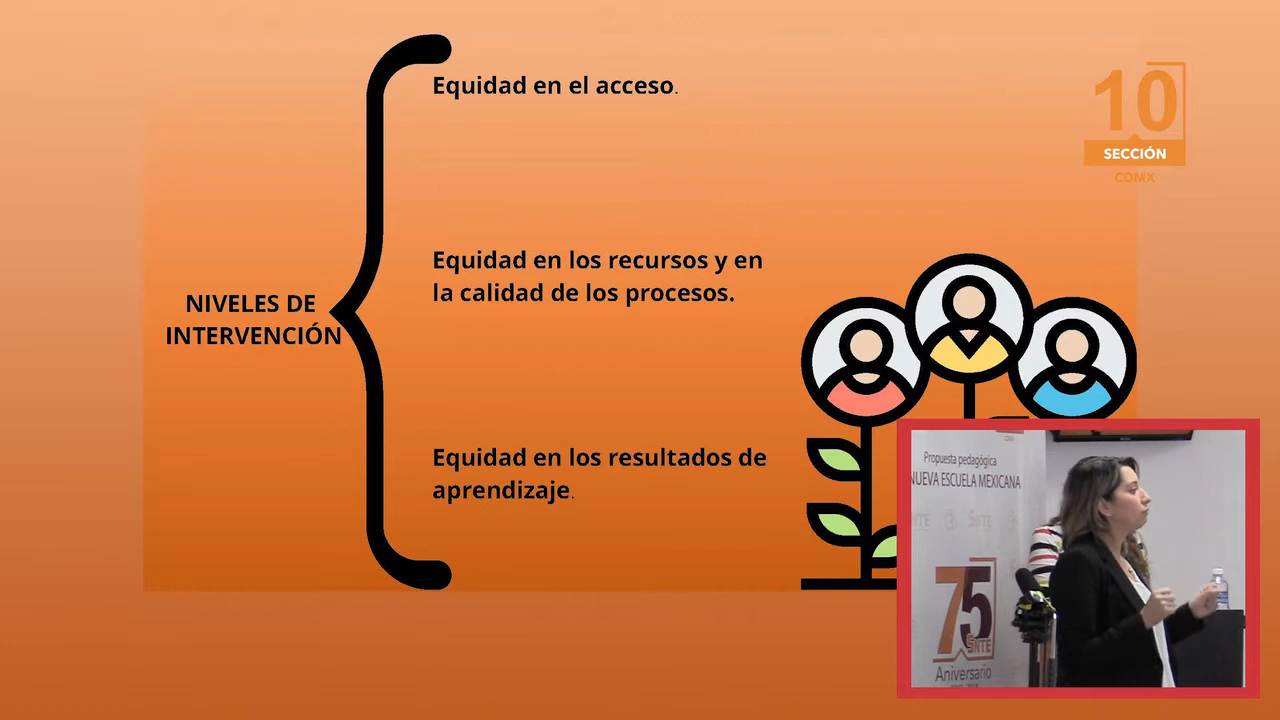 Equidad en el acceso.
10
SECCIÓN
CDMX
Equidad en los recursos y en
la calidad de los procesos.
NIVELES DE
INTERVENCIÓN
Equidad en los resultados de
aprendizaje.
Propuesta pedagógica
NUEVA ESCUELA MEXICANA
SNTE
75
SNTE
Aniversario